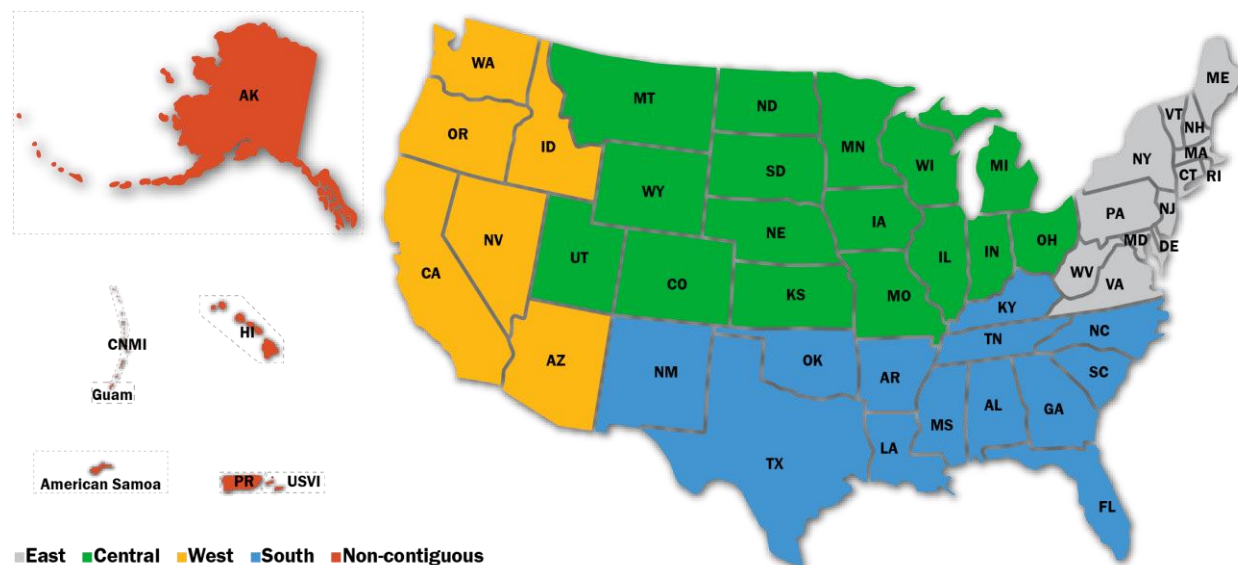 ME
WA
AK
MT
ND
VT
NH
OR
MN
ID
NY
MA
WI
MI
SD
CT
RI
WY
PA
NJ
IA
NE
NV
OH
MD
DE
UT
IL
IN
CA
WV
CO
VA
KS
MO
KY
HI
NC
CNMI
TN
AZ
OK
NM
SC
AR
Guam
AL
GA
MS
LA
TX
American Samoa
PR
USVI
FL
East
Central
West
South
Non-contiguous